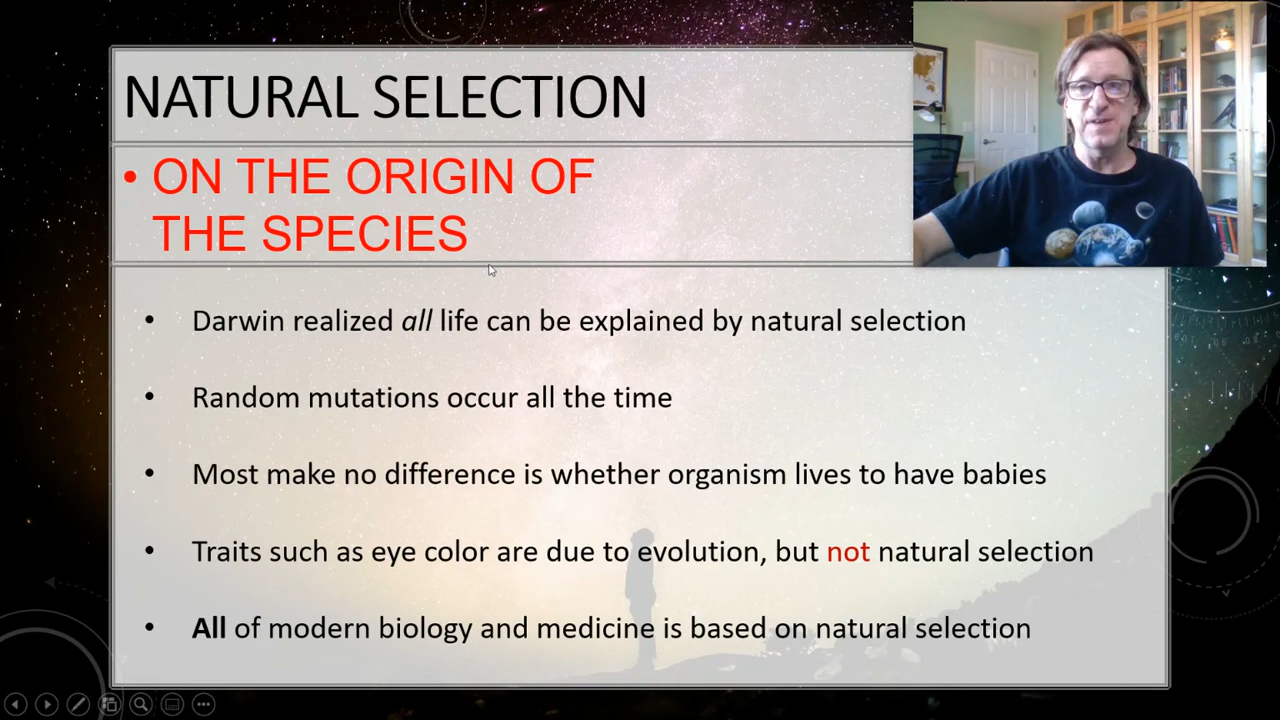 NATURAL SELECTION
• ON THE ORIGIN OF
THE SPECIES
• Darwin realized all life can be explained by natural selection
• Random mutations occur all the time
• Most make no difference is whether organism lives to have babies
• Traits such as eye color are due to evolution, but not natural selection
• All of modern biology and medicine is based on natural selection